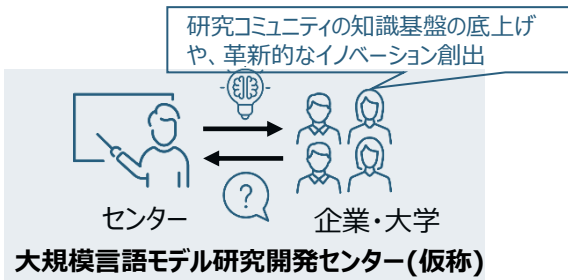 研究コミュニティの知識基盤の底上げ
や、革新的なイノベーション創出
?
センター
企業・大学
大規模言語モデル研究開発センター(仮称)